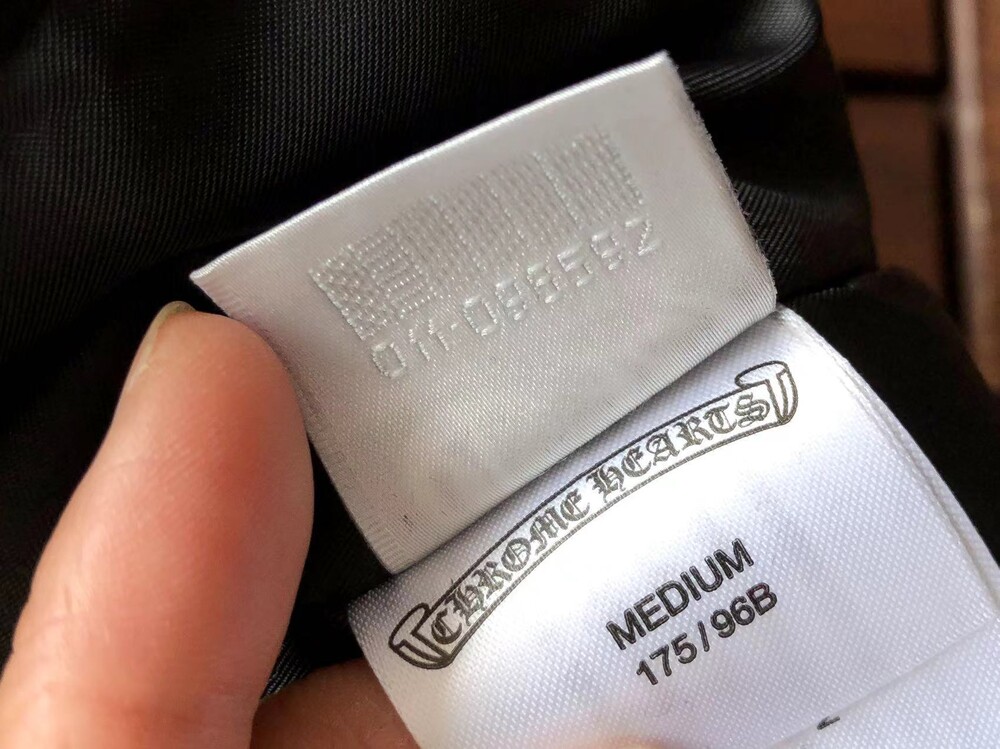 011-098592
CHROME HEARTS
MEDIUM
175/96B